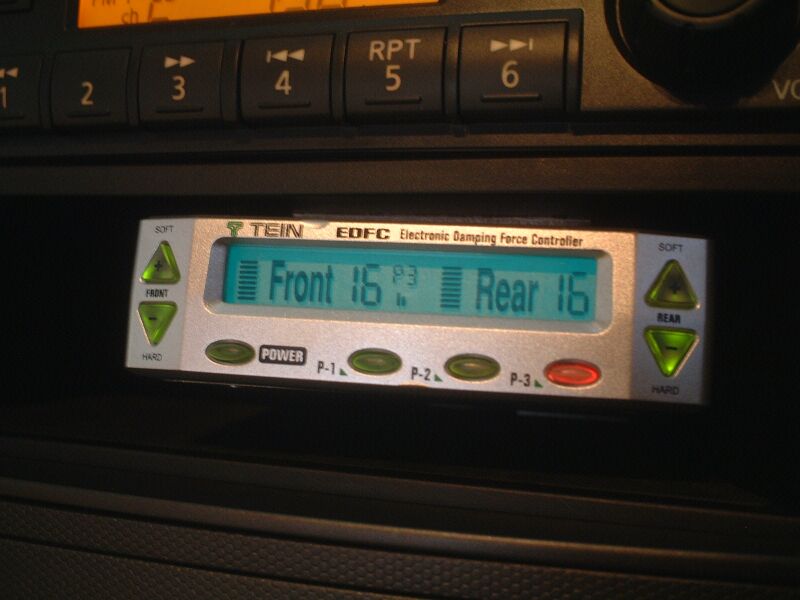 1 2 3 4 RPT 5 6
TEIN EDFC Electronic Damping Force Controller
SOFT
+
FRONT
-
HARD
Front 16 P3 Rear 16
POWER P-1 P-2 P-3
SOFT
+
REAR
-
HARD